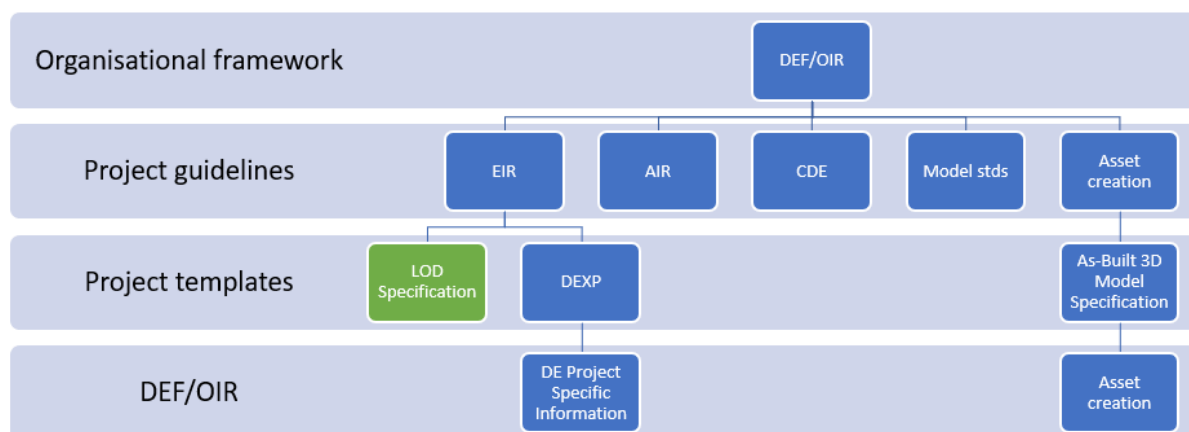 Organisational framework
DEF/OIR
Project guidelines
EIR
AIR
CDE
Model stds
Asset
creation
Project templates
LOD
Specification
DEXP
As-Built 3D
Model
Specification
DEF/OIR
DE Project
Specific
Information
Asset
creation